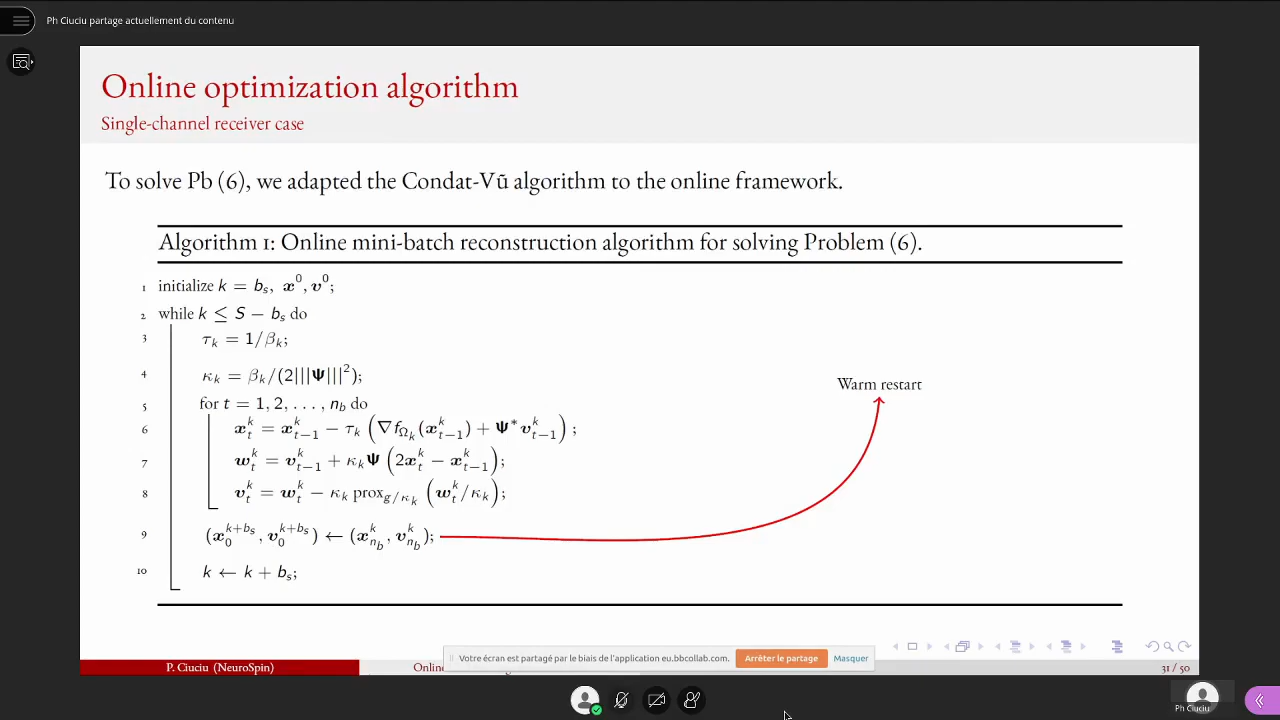 Ph Ciuciu partage actuellement du contenu
Online optimization algorithm
Single-channel receiver case
To solve Pb (6), we adapted the Condat-Vũ algorithm to the online framework.
Algorithm 1: Online mini-batch reconstruction algorithm for solving Problem (6).
1 initialize k = b_s, x^0, v^0;
2 while k ≤ S − b_s do
3 τ_k = 1/β_k;
4 κ_k = β_k/(2|||Ψ|||^2);
5 for t = 1, 2, . . . , n_b do
6 x_t^k = x_{t−1}^k − τ_k (∇f_{Ω_k}(x_{t−1}^k) + Ψ* v_{t−1}^k) ;
7 w_t^k = v_{t−1}^k + κ_k Ψ (2x_t^k − x_{t−1}^k);
8 v_t^k = w_t^k − κ_k prox_{g/κ_k} (w_t^k/κ_k);
9 (x_0^{k+b_s}, v_0^{k+b_s}) ← (x_{n_b}^k, v_{n_b}^k);
10 k ← k + b_s;
Warm restart
P. Ciuciu (NeuroSpin)
Onlin
31 / 50
Votre écran est partagé par le biais de l'application eu.bbcollab.com.
Arrêter le partage
Masquer
Ph Ciuciu